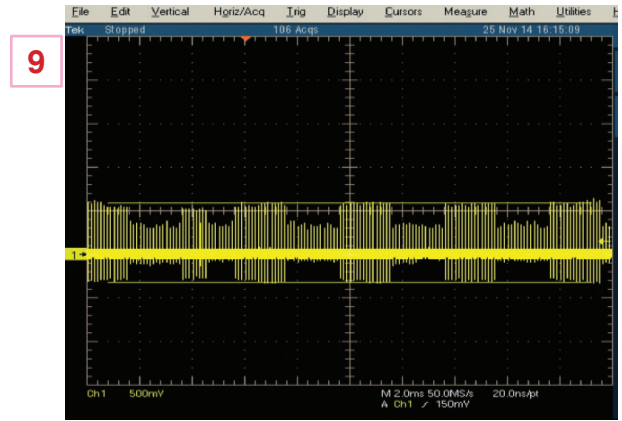 File Edit Vertical Horiz/Acq Trig Display Cursors Measure Math Utilities H
Tek Stopped 106 Acqs 25 Nov 14 16:15:09
9
1
Ch1 500mV M 2.0ms 50.0MS/s 20.0ns/pt
A Ch1 150mV